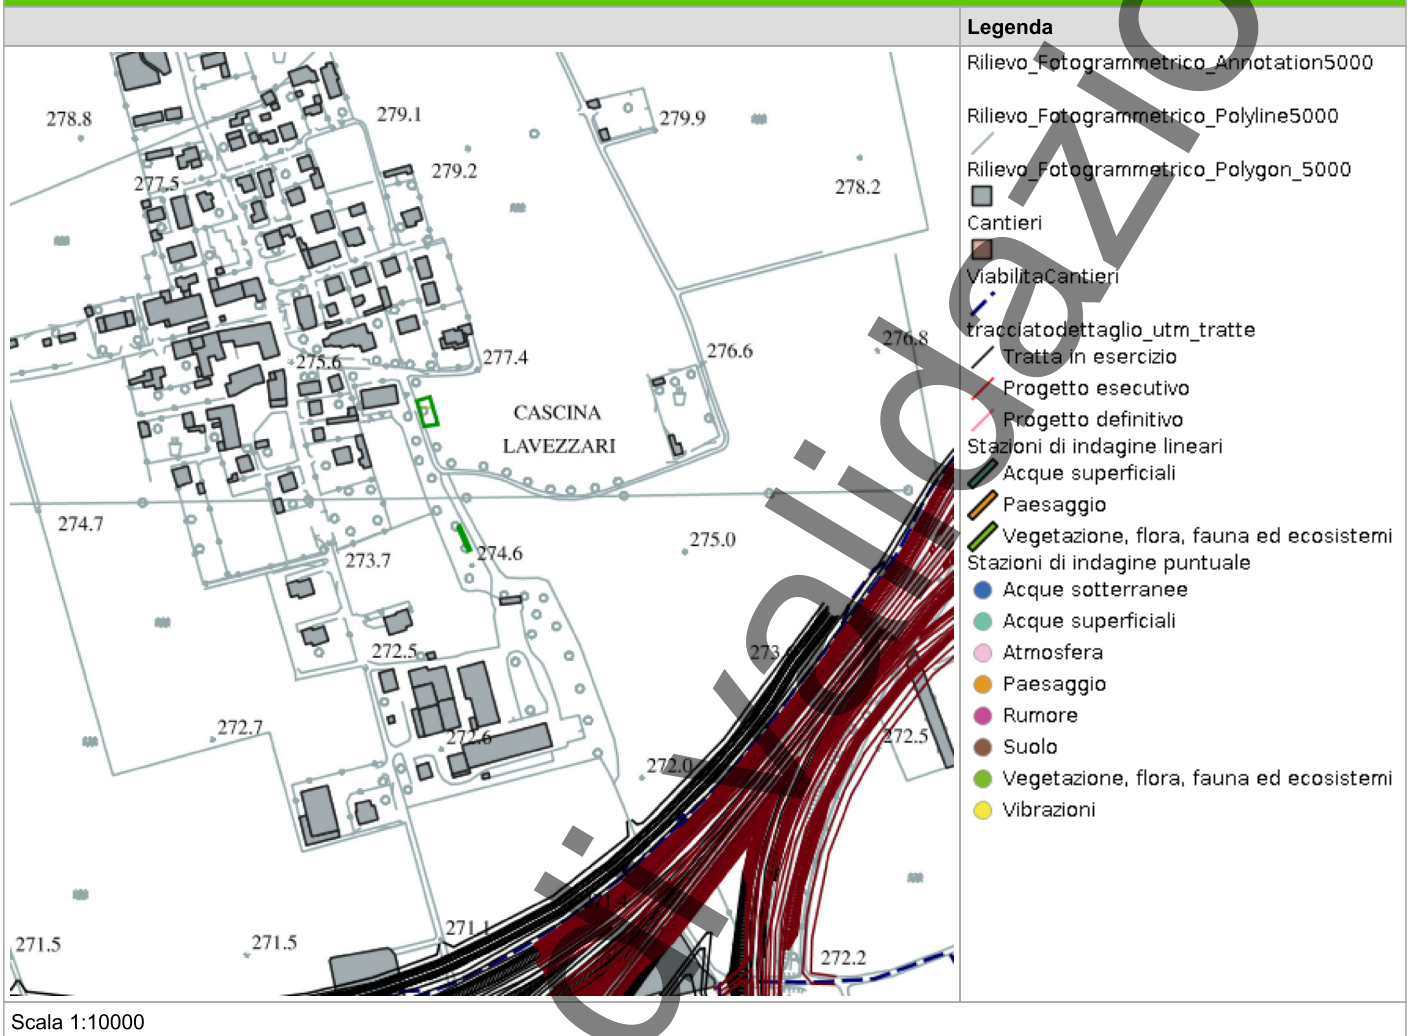 Legenda
Rilievo_Fotogrammetrico_Annotation5000
Rilievo_Fotogrammetrico_Polyline5000
Rilievo_Fotogrammetrico_Polygon_5000
Cantieri
ViabilitaCantieri
tracciatodettaglio_utm_tratte
Tratta in esercizio
Progetto esecutivo
Progetto definitivo
Stazioni di indagine lineari
Acque superficiali
Paesaggio
Vegetazione, flora, fauna ed ecosistemi
Stazioni di indagine puntuale
Acque sotterranee
Acque superficiali
Atmosfera
Paesaggio
Rumore
Suolo
Vegetazione, flora, fauna ed ecosistemi
Vibrazioni
278.8
279.1
279.9
279.2
277.5
278.2
276.8
276.6
277.4
275.6
CASCINA
LAVEZZARI
274.7
275.0
274.6
273.7
272.5
272.7
272.6
272.5
272.0
271.1
271.5
271.5
272.2
di validazio
Scala 1:10000